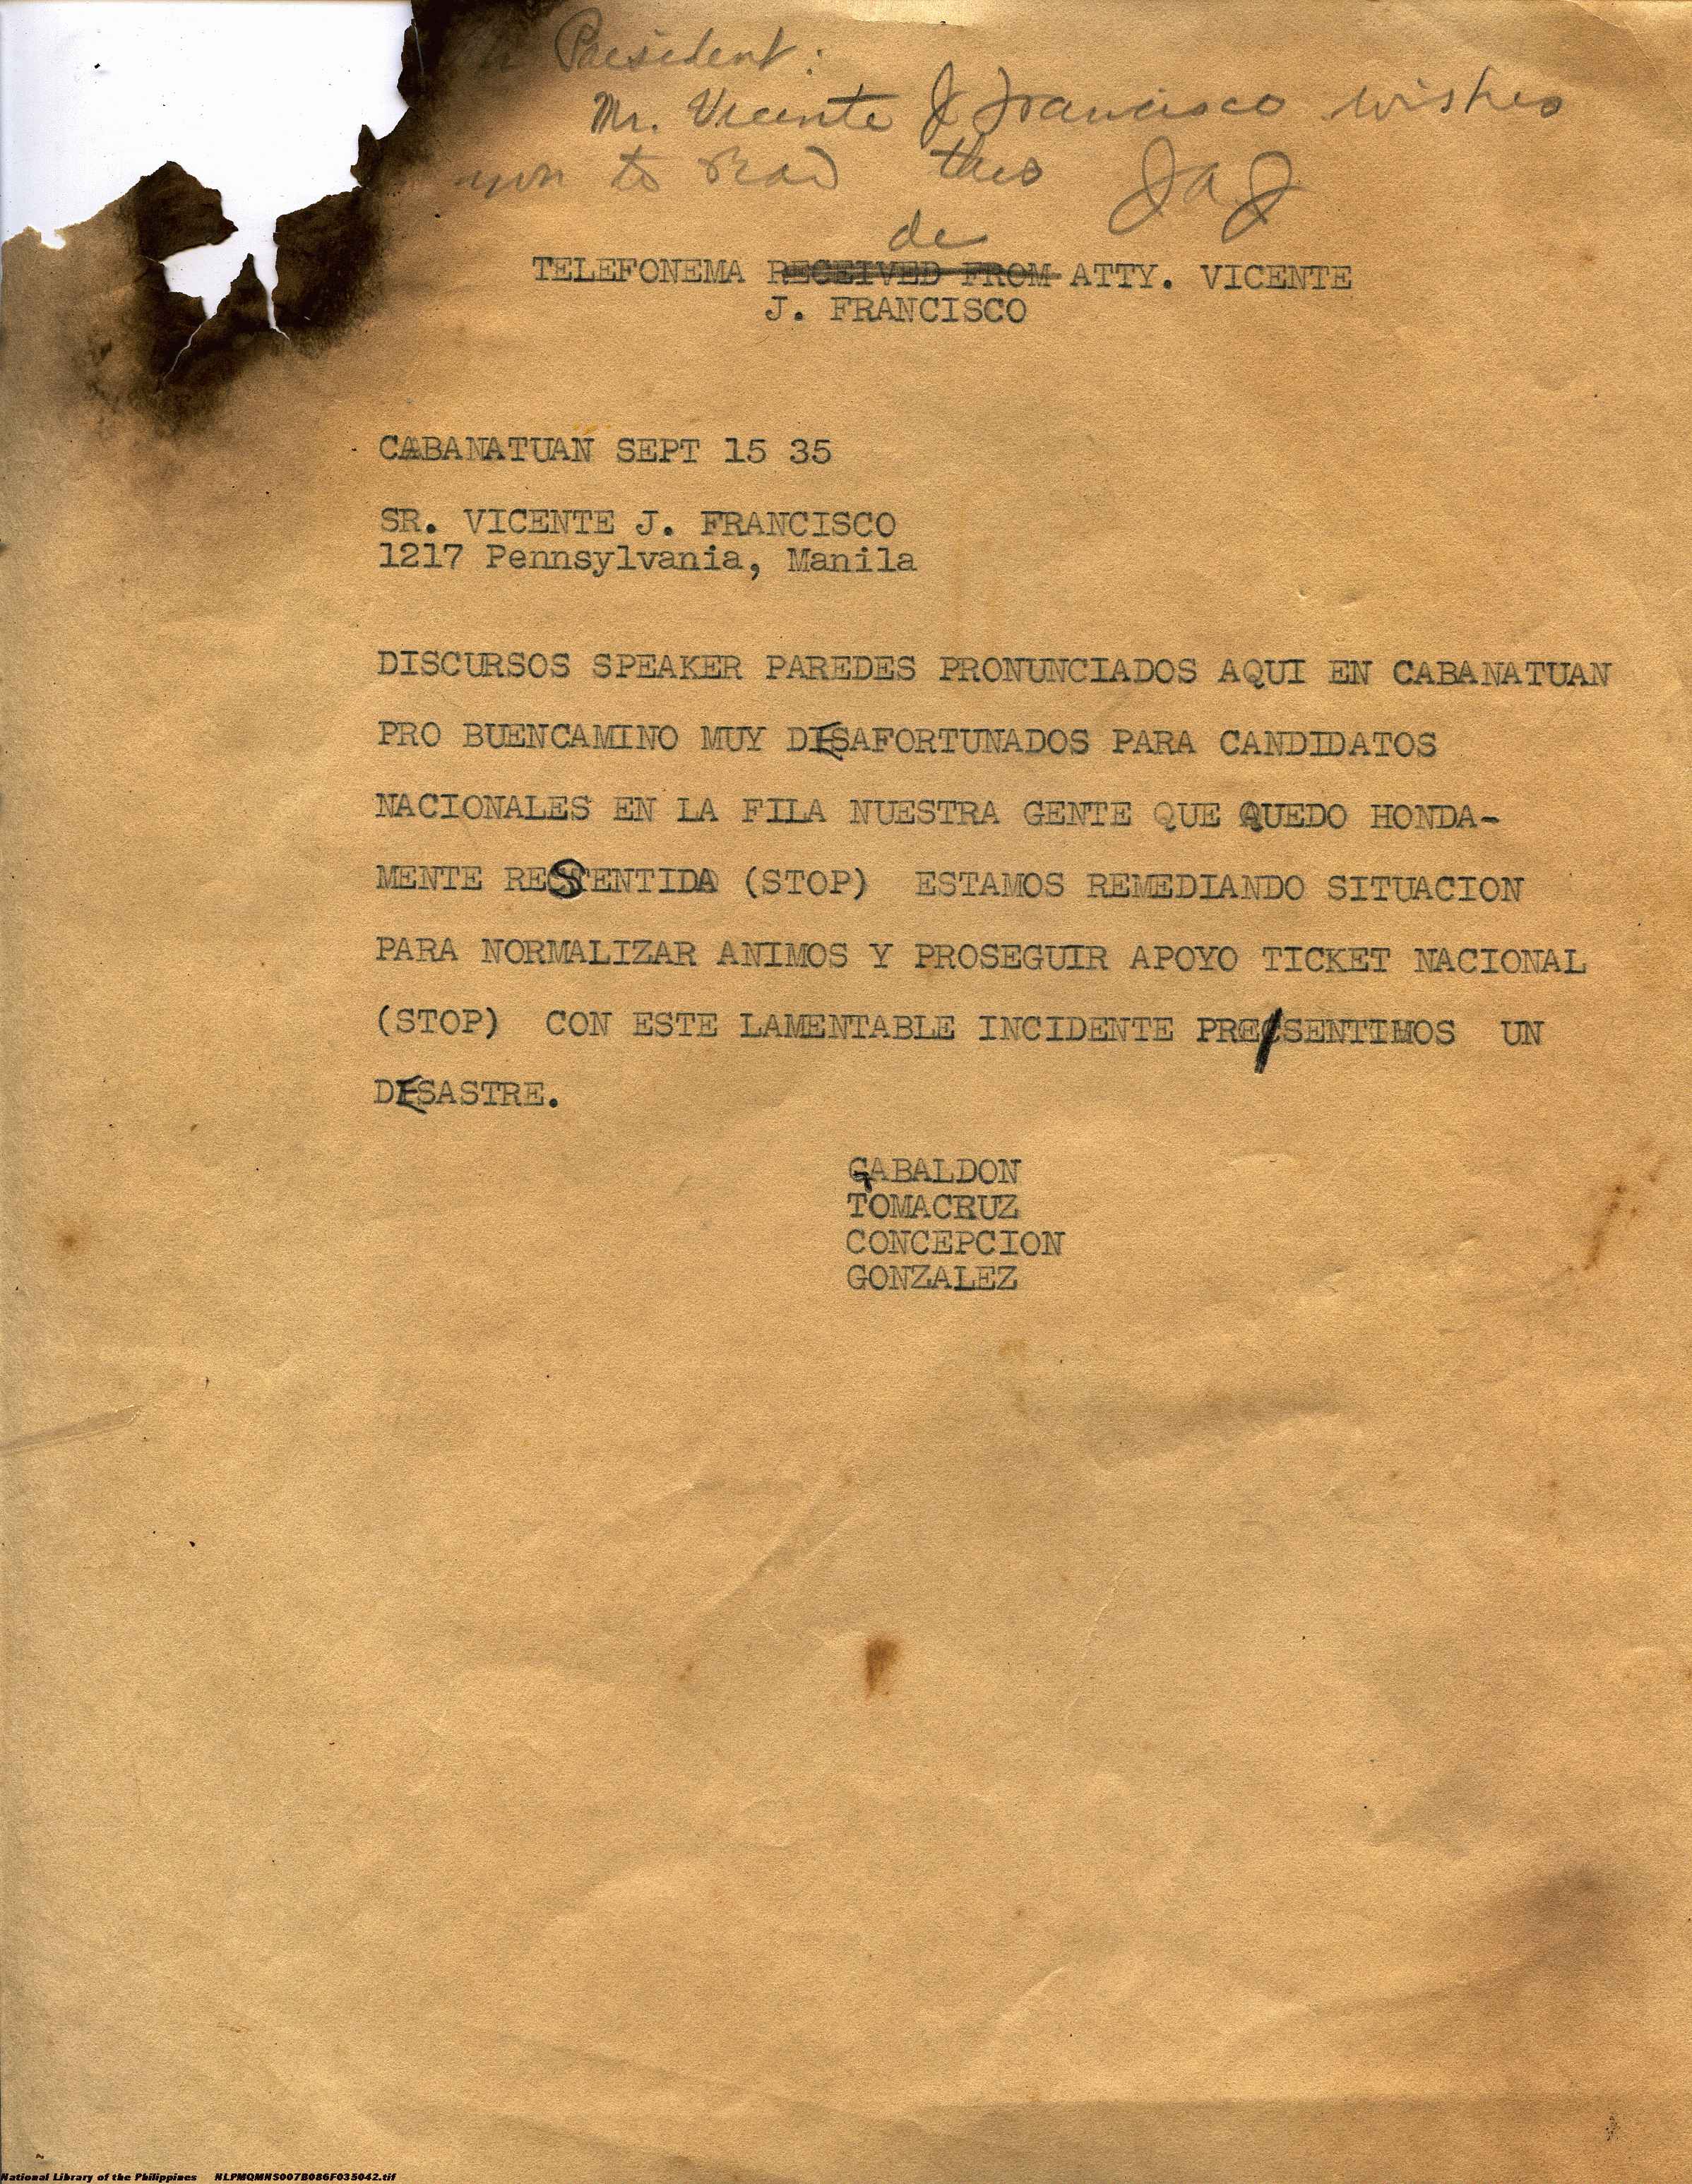 President:
Mr. Vicente J Francisco wishes
you to read this JAJ
de
TELEFONEMA RECEIVED FROM ATTY. VICENTE
J. FRANCISCO
CABANATUAN SEPT 15 35
SR. VICENTE J. FRANCISCO
1217 Pennsylvania, Manila
DISCURSOS SPEAKER PAREDES PRONUNCIADOS AQUI EN CABANATUAN
PRO BUENCAMINO MUY DESAFORTUNADOS PARA CANDIDATOS
NACIONALES EN LA FILA NUESTRA GENTE QUE QUEDO HONDA-
MENTE RESENTIDA (STOP) ESTAMOS REMEDIANDO SITUACION
PARA NORMALIZAR ANIMOS Y PROSEGUIR APOYO TICKET NACIONAL
(STOP) CON ESTE LAMENTABLE INCIDENTE PRESENTIMOS UN
DESASTRE.
GABALDON
TOMACRUZ
CONCEPCION
GONZALEZ
National Library of the Philippines NLPMQMNS007B086F035042.tif